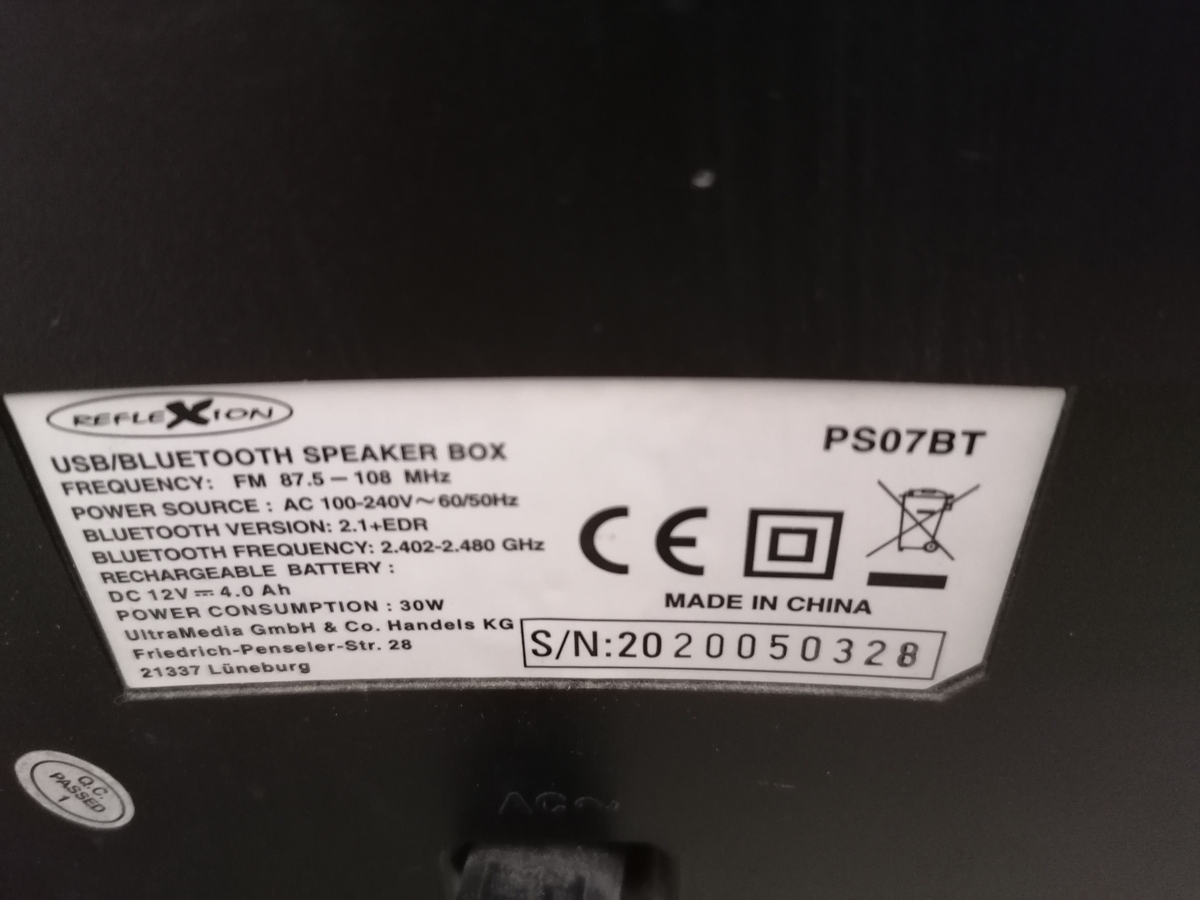 REFLEXION
PS07BT
USB/BLUETOOTH SPEAKER BOX
FREQUENCY: FM 87.5 – 108 MHz
POWER SOURCE : AC 100-240V~60/50Hz
BLUETOOTH VERSION: 2.1+EDR
BLUETOOTH FREQUENCY: 2.402-2.480 GHz
RECHARGEABLE BATTERY :
DC 12V⎓4.0 Ah
POWER CONSUMPTION : 30W
UltraMedia GmbH & Co. Handels KG
Friedrich-Penseler-Str. 28
21337 Lüneburg
CE
MADE IN CHINA
S/N:2020050328
Q.C.
PASSED
1
AC~